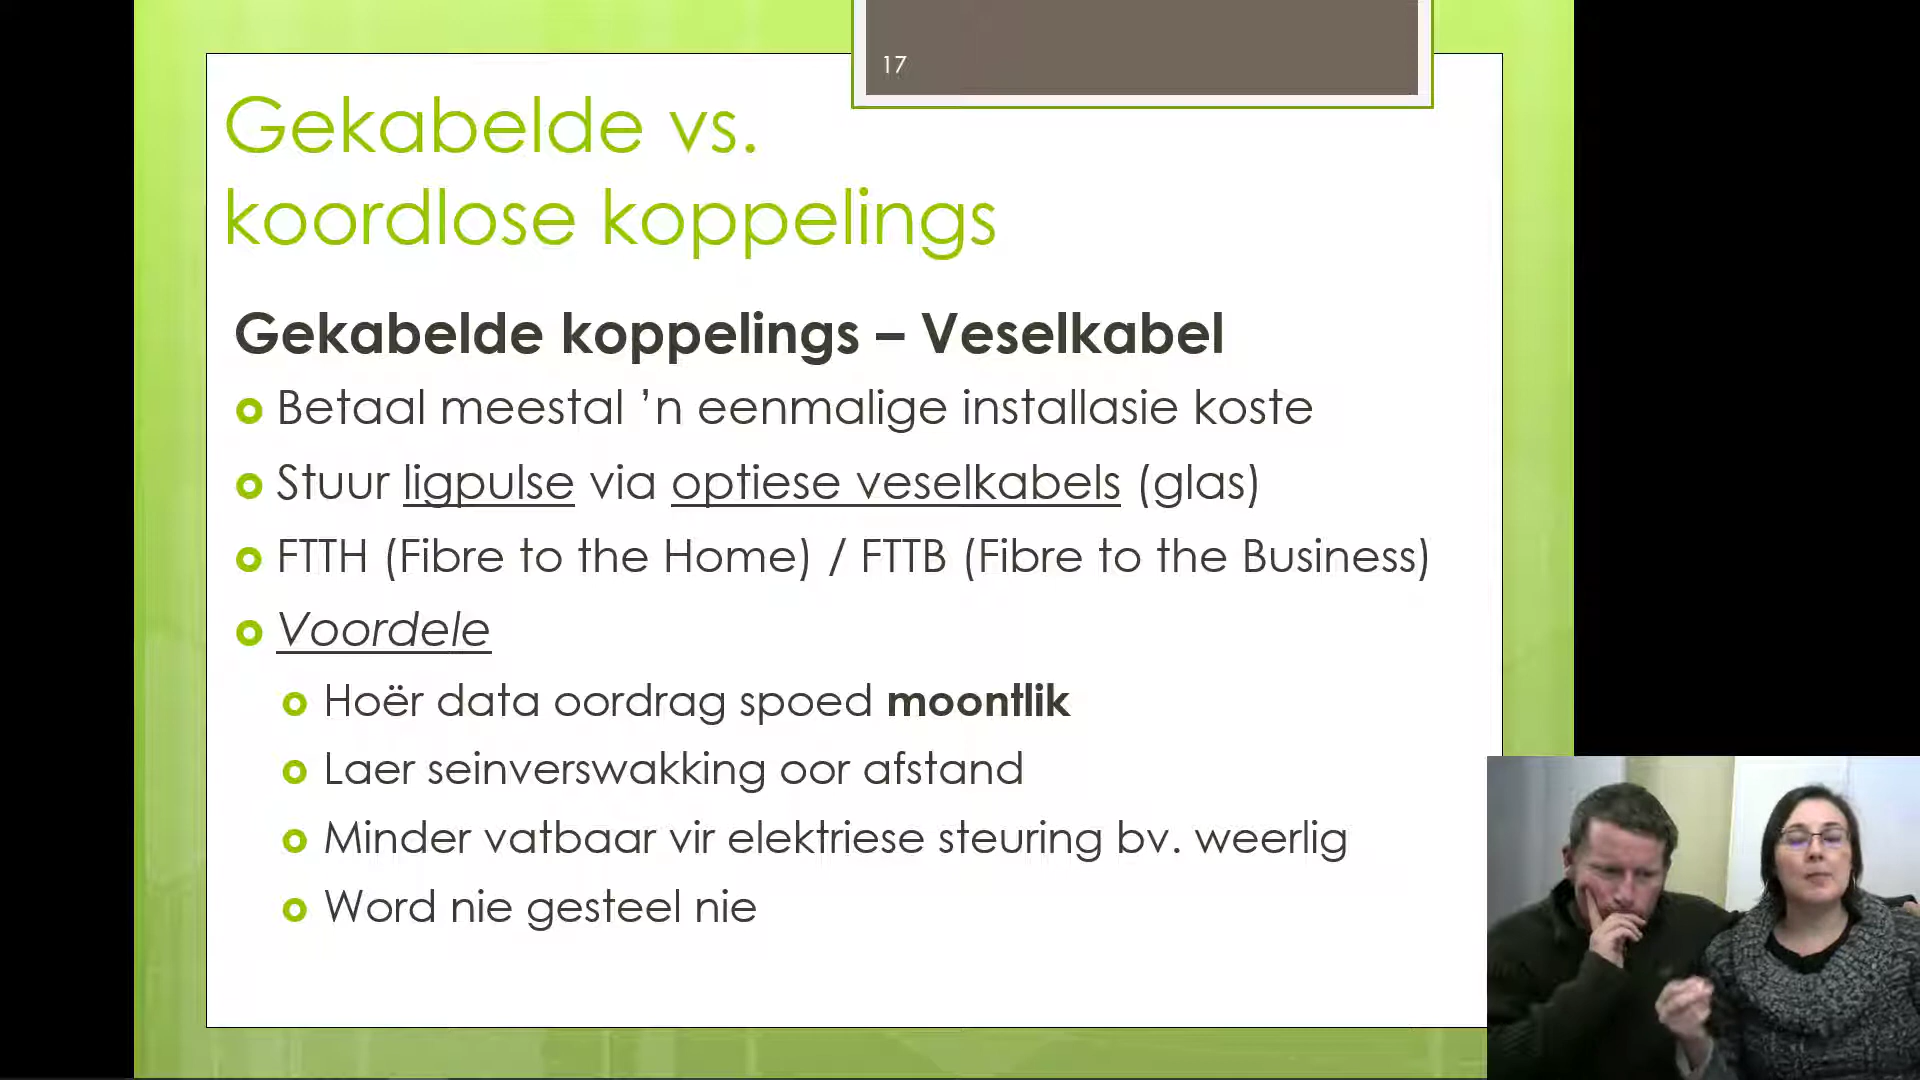 17
Gekabelde vs.
koordlose koppelings
Gekabelde koppelings – Veselkabel
Betaal meestal ’n eenmalige installasie koste
Stuur ligpulse via optiese veselkabels (glas)
FTTH (Fibre to the Home) / FTTB (Fibre to the Business)
Voordele
Hoër data oordrag spoed moontlik
Laer seinverswakking oor afstand
Minder vatbaar vir elektriese steuring bv. weerlig
Word nie gesteel nie